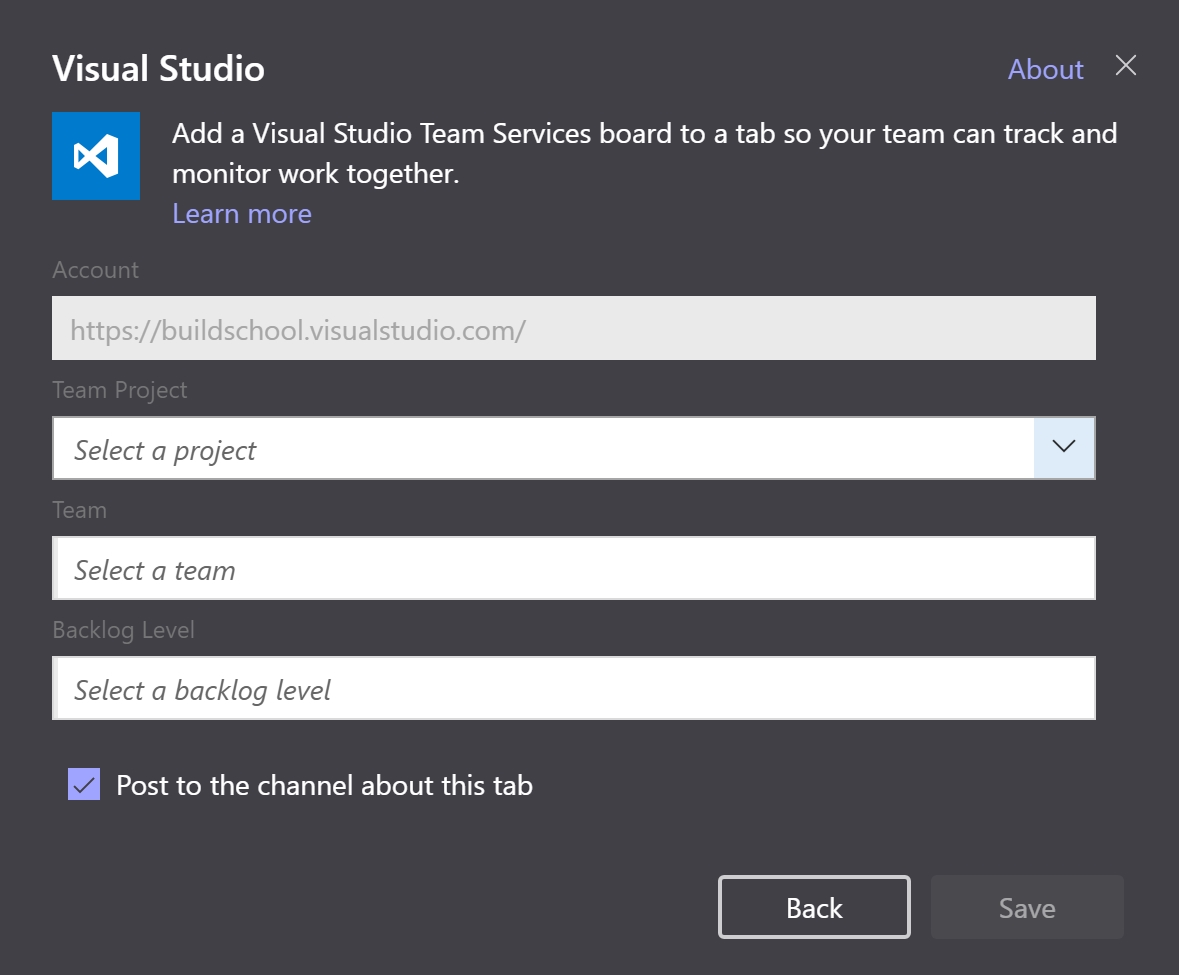 Visual Studio
About
Add a Visual Studio Team Services board to a tab so your team can track and
monitor work together.
Learn more
Account
https://buildschool.visualstudio.com/
Team Project
Select a project
Team
Select a team
Backlog Level
Select a backlog level
Post to the channel about this tab
Back
Save